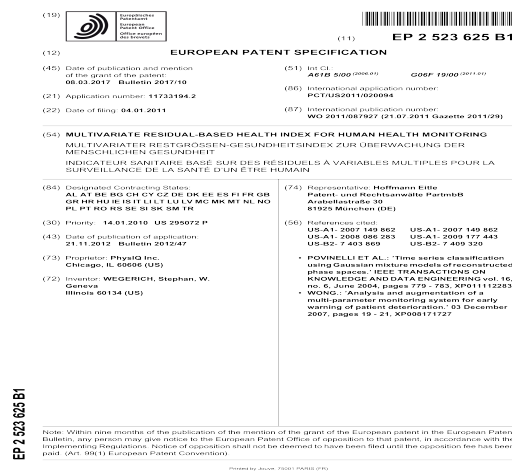 (19)
Europäisches
Patentamt
European
Patent Office
Office européen
des brevets
(11)
EP 2 523 625 B1
(12)
EUROPEAN PATENT SPECIFICATION
(45) Date of publication and mention
of the grant of the patent:
08.03.2017 Bulletin 2017/10
(21) Application number: 11733194.2
(22) Date of filing: 04.01.2011
(51) Int Cl.:
A61B 5/00 (2006.01) G06F 19/00 (2011.01)
(86) International application number:
PCT/US2011/020094
(87) International publication number:
WO 2011/087927 (21.07.2011 Gazette 2011/29)
(54) MULTIVARIATE RESIDUAL-BASED HEALTH INDEX FOR HUMAN HEALTH MONITORING
MULTIVARIATER RESTGRÖSSEN-GESUNDHEITSINDEX ZUR ÜBERWACHUNG DER
MENSCHLICHEN GESUNDHEIT
INDICATEUR SANITAIRE BASÉ SUR DES RÉSIDUELS À VARIABLES MULTIPLES POUR LA
SURVEILLANCE DE LA SANTÉ D'UN ÊTRE HUMAIN
(84) Designated Contracting States:
AL AT BE BG CH CY CZ DE DK EE ES FI FR GB
GR HR HU IE IS IT LI LT LU LV MC MK MT NL NO
PL PT RO RS SE SI SK SM TR
(30) Priority: 14.01.2010 US 295072 P
(43) Date of publication of application:
21.11.2012 Bulletin 2012/47
(73) Proprietor: PhysIQ Inc.
Chicago, IL 60606 (US)
(72) Inventor: WEGERICH, Stephan, W.
Geneva
Illinois 60134 (US)
(74) Representative: Hoffmann Eitle
Patent- und Rechtsanwälte PartmbB
Arabellastraße 30
81925 München (DE)
(56) References cited:
US-A1- 2007 149 862 US-A1- 2007 149 862
US-A1- 2008 086 283 US-A1- 2009 177 443
US-B2- 7 403 869 US-B2- 7 409 320
• POVINELLI ET AL.: 'Time series classification
using Gaussian mixture models of reconstructed
phase spaces.' IEEE TRANSACTIONS ON
KNOWLEDGE AND DATA ENGINEERING vol. 16,
no. 6, June 2004, pages 779 - 783, XP011112283
• WONG.: 'Analysis and augmentation of a
multi-parameter monitoring system for early
warning of patient deterioration.' 03 December
2007, pages 19 - 21, XP008171727
EP 2 523 625 B1
Note: Within nine months of the publication of the mention of the grant of the European patent in the European Paten
Bulletin, any person may give notice to the European Patent Office of opposition to that patent, in accordance with the
Implementing Regulations. Notice of opposition shall not be deemed to have been filed until the opposition fee has been
paid. (Art. 99(1) European Patent Convention).
Printed by Jouve, 75001 PARIS (FR)